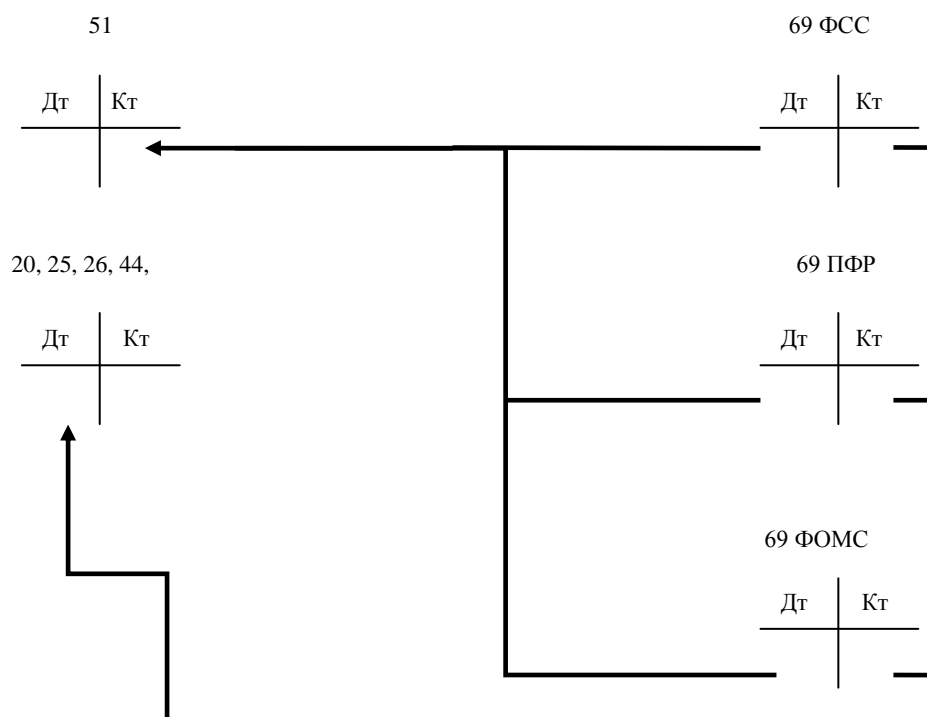 51
69 ФСС
Дт Кт
Дт Кт
20, 25, 26, 44,
69 ПФР
Дт Кт
Дт Кт
69 ФОМС
Дт Кт